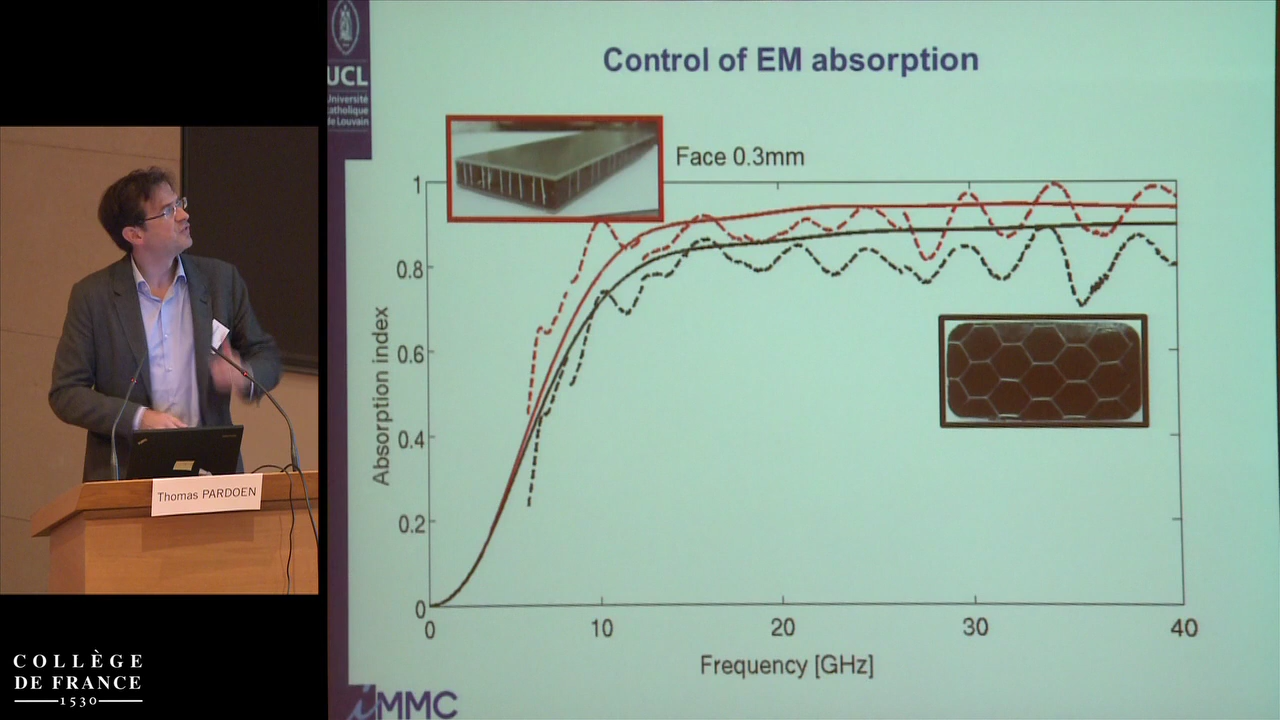 UCL
Université
catholique
de Louvain
Control of EM absorption
Face 0.3mm
1
0.8
0.6
0.4
0.2
0
Absorption index
0
10
20
30
40
Frequency [GHz]
iMMC
Thomas PARDOEN
COLLÈGE
DE FRANCE
1530